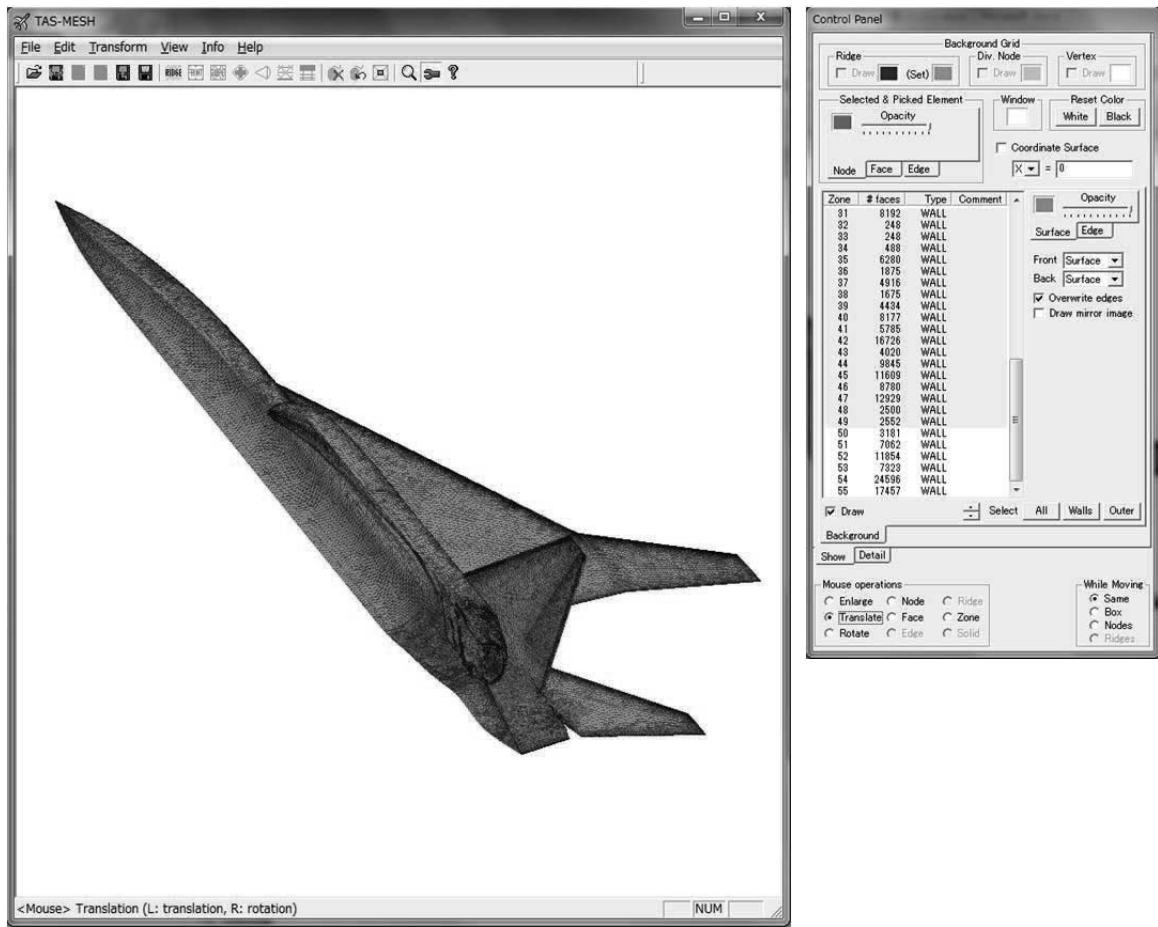 TAS-MESH
File Edit Transform View Info Help
<Mouse> Translation (L: translation, R: rotation)
NUM
Control Panel
Background Grid
Ridge Div. Node Vertex
Draw (Set) Draw Draw
Selected & Picked Element Window Reset Color
Opacity White Black
Coordinate Surface
Node Face Edge X = 0
Zone # faces Type Comment Opacity
31 8192 WALL
32 248 WALL
33 248 WALL Surface Edge
34 488 WALL
35 6280 WALL Front Surface
36 1875 WALL
37 4916 WALL Back Surface
38 1675 WALL Overwrite edges
39 4434 WALL Draw mirror image
40 8177 WALL
41 5785 WALL
42 16726 WALL
43 4020 WALL
44 9845 WALL
45 11609 WALL
46 8780 WALL
47 12929 WALL
48 2500 WALL
49 2552 WALL
50 3181 WALL
51 7062 WALL
52 11854 WALL
53 7323 WALL
54 24596 WALL
55 17457 WALL
Draw Select All Walls Outer
Background
Show Detail
Mouse operations While Moving
Enlarge Node Ridge Same
Translate Face Zone Box
Rotate Edge Solid Nodes
Ridges